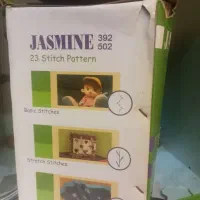 JASMINE 392
502
23 Stitch Pattern
Basic Stitches
Stretch Stitches